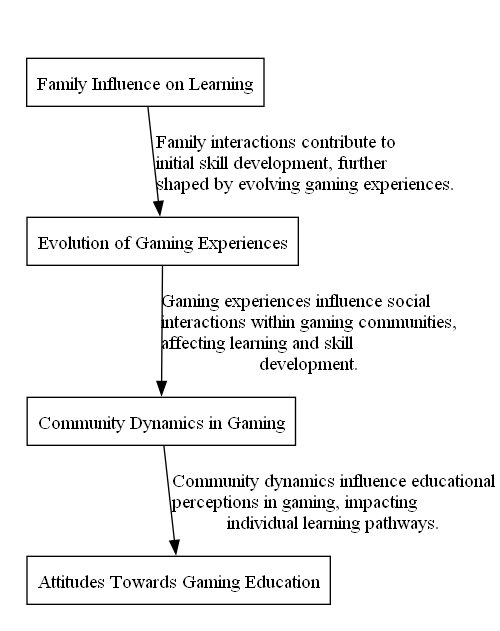 Family Influence on Learning
Family interactions contribute to
initial skill development, further
shaped by evolving gaming experiences.
Evolution of Gaming Experiences
Gaming experiences influence social
interactions within gaming communities,
affecting learning and skill
development.
Community Dynamics in Gaming
Community dynamics influence educational
perceptions in gaming, impacting
individual learning pathways.
Attitudes Towards Gaming Education